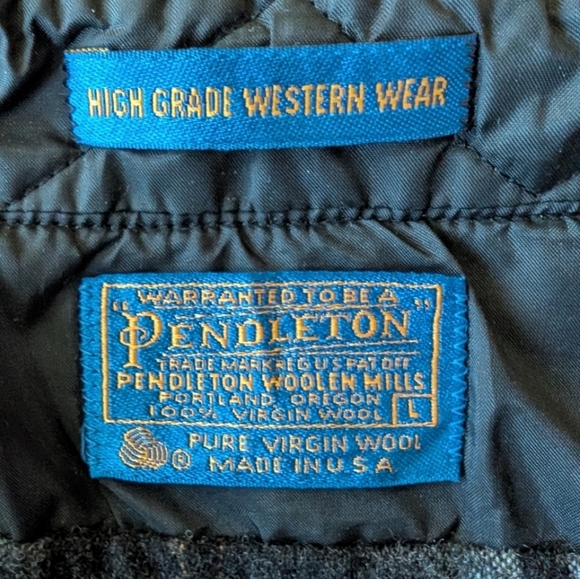 HIGH GRADE WESTERN WEAR
"WARRANTED TO BE A
PENDLETON"
TRADE MARK REG U S PAT OFF
PENDLETON WOOLEN MILLS
PORTLAND, OREGON
100% VIRGIN WOOL L
® PURE VIRGIN WOOL
MADE IN U.S.A